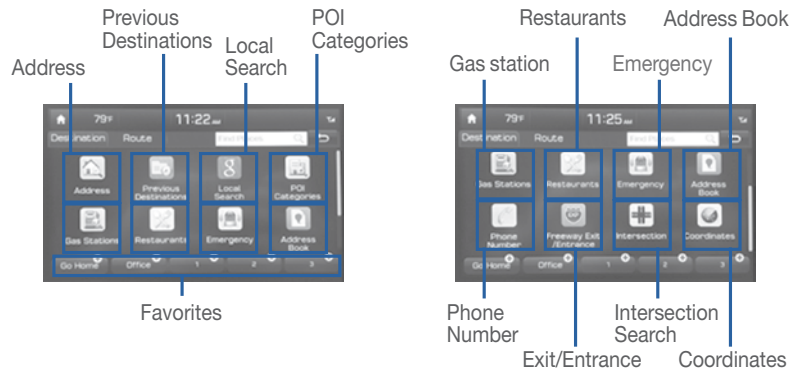 Previous
Destinations
POI
Categories
Local
Search
Address
79°F
11:22 AM
Destination
Route
Find Places
Address
Previous
Destinations
Local
Search
POI
Categories
Gas Stations
Restaurants
Emergency
Address
Book
Go Home
Office
1
2
3
Favorites
Restaurants
Address Book
Gas station
Emergency
79°F
11:25 AM
Destination
Route
Find Places
Gas Stations
Restaurants
Emergency
Address
Book
Phone
Number
Freeway Exit
/Entrance
Intersection
Coordinates
Go Home
Office
1
2
3
Phone
Number
Intersection
Search
Exit/Entrance
Coordinates